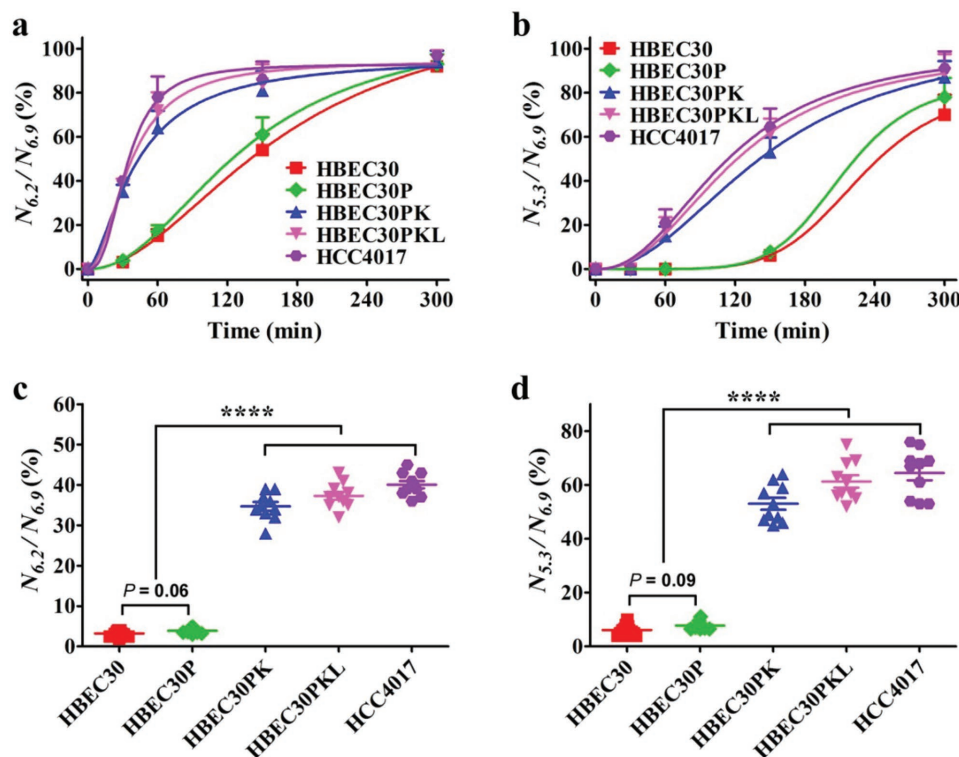 a
N6.2 / N6.9 (%)
100
80
60
40
20
0
HBEC30
HBEC30P
HBEC30PK
HBEC30PKL
HCC4017
0 60 120 180 240 300
Time (min)
b
N5.3 / N6.9 (%)
100
80
60
40
20
0
HBEC30
HBEC30P
HBEC30PK
HBEC30PKL
HCC4017
0 60 120 180 240 300
Time (min)
c
N6.2 / N6.9 (%)
60
50
40
30
20
10
0
****
P = 0.06
HBEC30
HBEC30P
HBEC30PK
HBEC30PKL
HCC4017
d
N5.3 / N6.9 (%)
80
60
40
20
0
****
P = 0.09
HBEC30
HBEC30P
HBEC30PK
HBEC30PKL
HCC4017